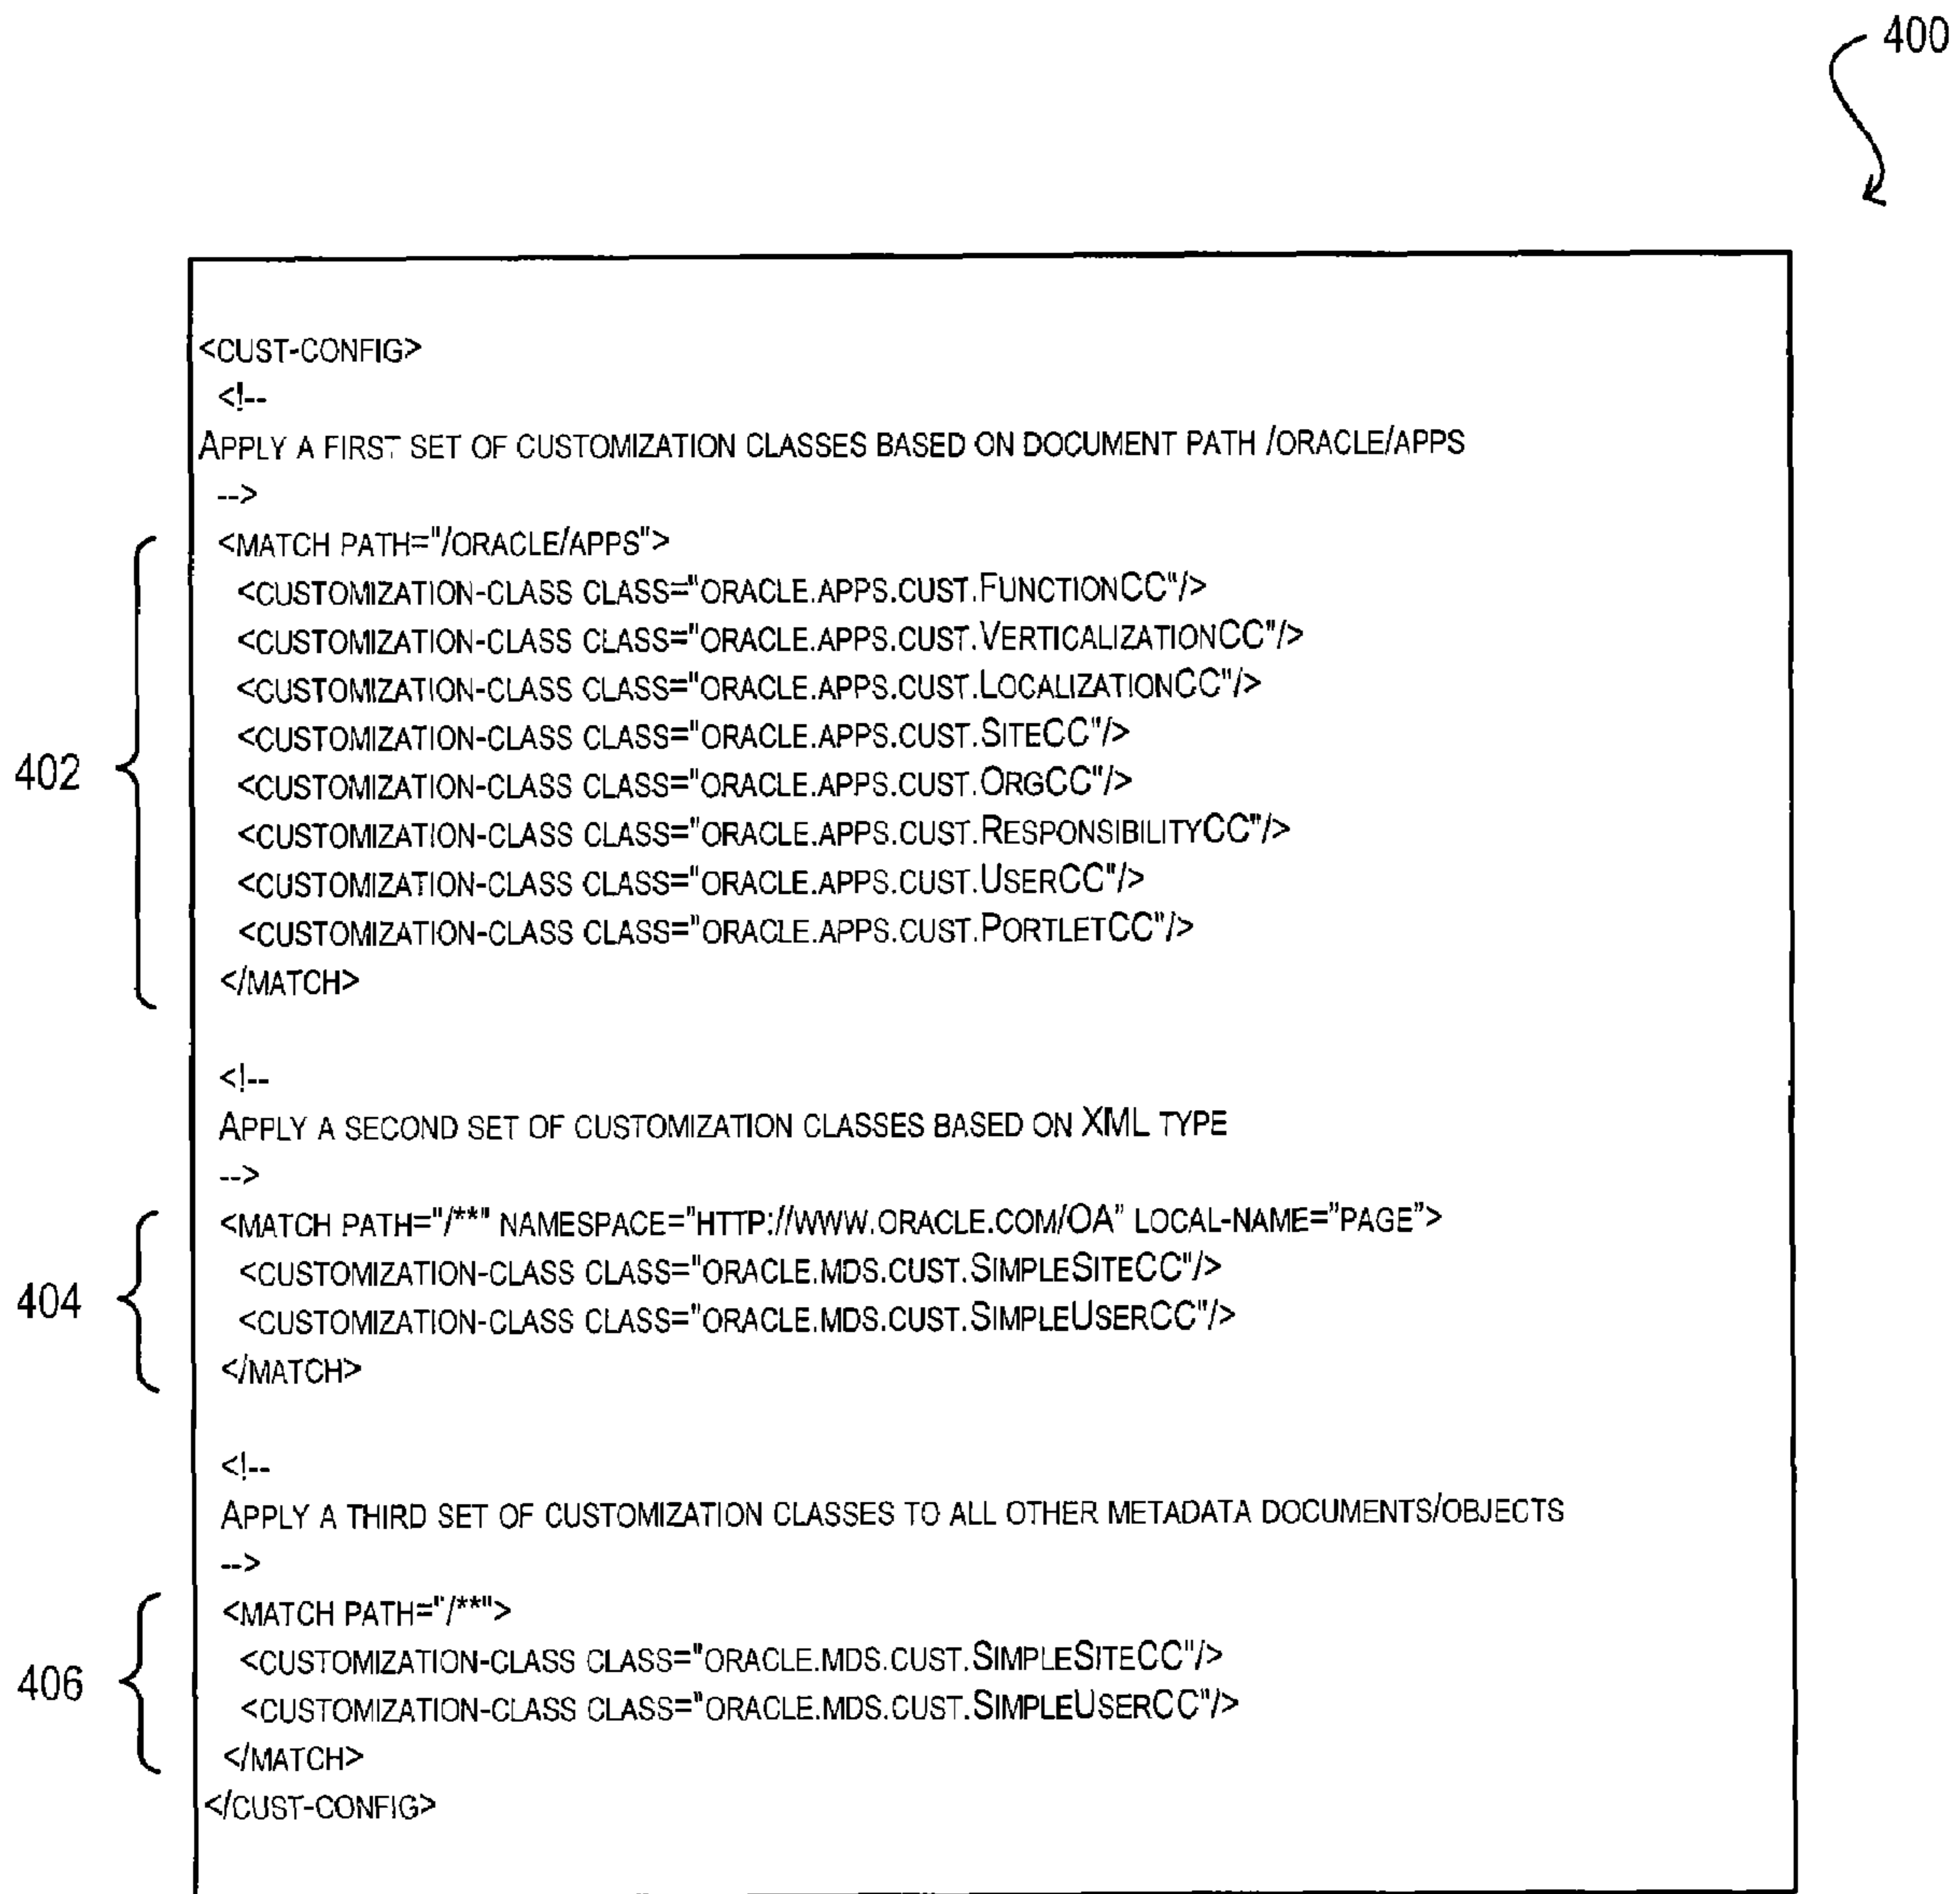 400
<CUST-CONFIG>
<!--
APPLY A FIRST SET OF CUSTOMIZATION CLASSES BASED ON DOCUMENT PATH /ORACLE/APPS
-->
<MATCH PATH="/ORACLE/APPS">
<CUSTOMIZATION-CLASS CLASS="ORACLE.APPS.CUST.FUNCTIONCC"/>
<CUSTOMIZATION-CLASS CLASS="ORACLE.APPS.CUST.VERTICALIZATIONCC"/>
<CUSTOMIZATION-CLASS CLASS="ORACLE.APPS.CUST.LOCALIZATIONCC"/>
<CUSTOMIZATION-CLASS CLASS="ORACLE.APPS.CUST.SITECC"/>
402
<CUSTOMIZATION-CLASS CLASS="ORACLE.APPS.CUST.ORGCC"/>
<CUSTOMIZATION-CLASS CLASS="ORACLE.APPS.CUST.RESPONSIBILITYCC"/>
<CUSTOMIZATION-CLASS CLASS="ORACLE.APPS.CUST.USERCC"/>
<CUSTOMIZATION-CLASS CLASS="ORACLE.APPS.CUST.PORTLETCC"/>
</MATCH>
<!--
APPLY A SECOND SET OF CUSTOMIZATION CLASSES BASED ON XML TYPE
-->
<MATCH PATH="/**" NAMESPACE="HTTP://WWW.ORACLE.COM/OA" LOCAL-NAME="PAGE">
<CUSTOMIZATION-CLASS CLASS="ORACLE.MDS.CUST.SIMPLESITECC"/>
404
<CUSTOMIZATION-CLASS CLASS="ORACLE.MDS.CUST.SIMPLEUSERCC"/>
</MATCH>
<!--
APPLY A THIRD SET OF CUSTOMIZATION CLASSES TO ALL OTHER METADATA DOCUMENTS/OBJECTS
-->
<MATCH PATH="/**">
<CUSTOMIZATION-CLASS CLASS="ORACLE.MDS.CUST.SIMPLESITECC"/>
406
<CUSTOMIZATION-CLASS CLASS="ORACLE.MDS.CUST.SIMPLEUSERCC"/>
</MATCH>
</CUST-CONFIG>